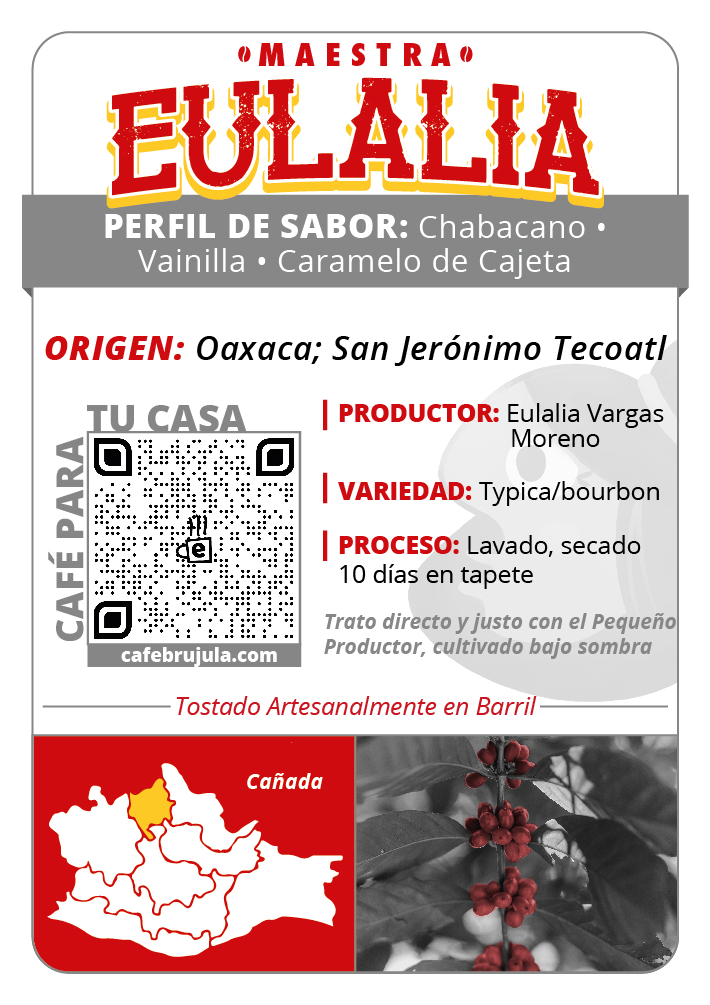 MAESTRA
EULALIA
PERFIL DE SABOR: Chabacano •
Vainilla • Caramelo de Cajeta
ORIGEN: Oaxaca; San Jerónimo Tecoatl
TU CASA
CAFÉ PARA
e
cafebrujula.com
PRODUCTOR: Eulalia Vargas
Moreno
VARIEDAD: Typica/bourbon
PROCESO: Lavado, secado
10 días en tapete
Trato directo y justo con el Pequeño
Productor, cultivado bajo sombra
Tostado Artesanalmente en Barril
Cañada